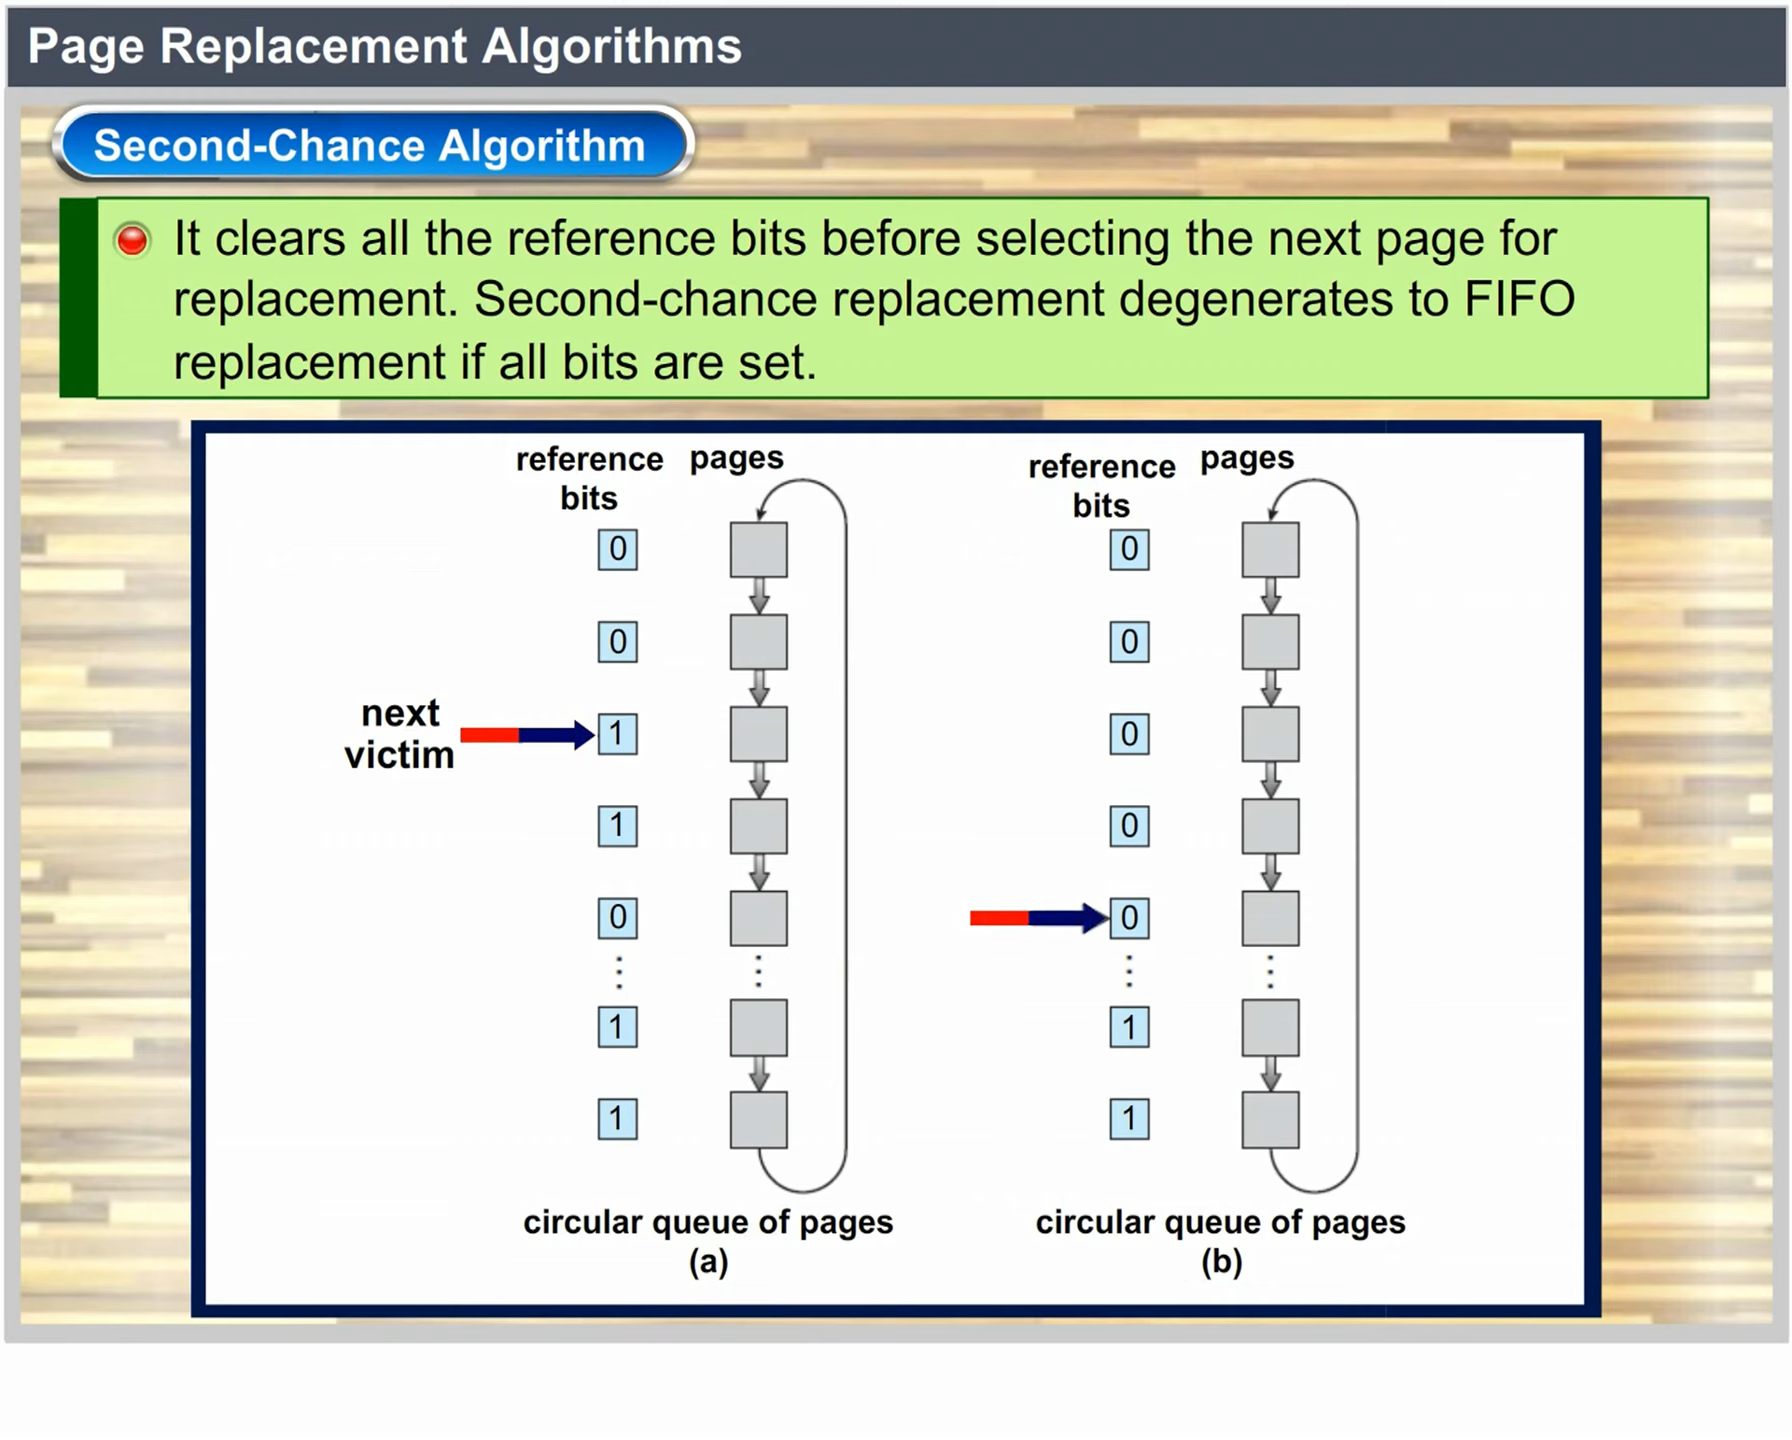 Page Replacement Algorithms
Second-Chance Algorithm
It clears all the reference bits before selecting the next page for
replacement. Second-chance replacement degenerates to FIFO
replacement if all bits are set.
reference pages
bits
0
0
next
victim
1
1
0
1
1
circular queue of pages
(a)
reference pages
bits
0
0
0
0
0
1
1
circular queue of pages
(b)